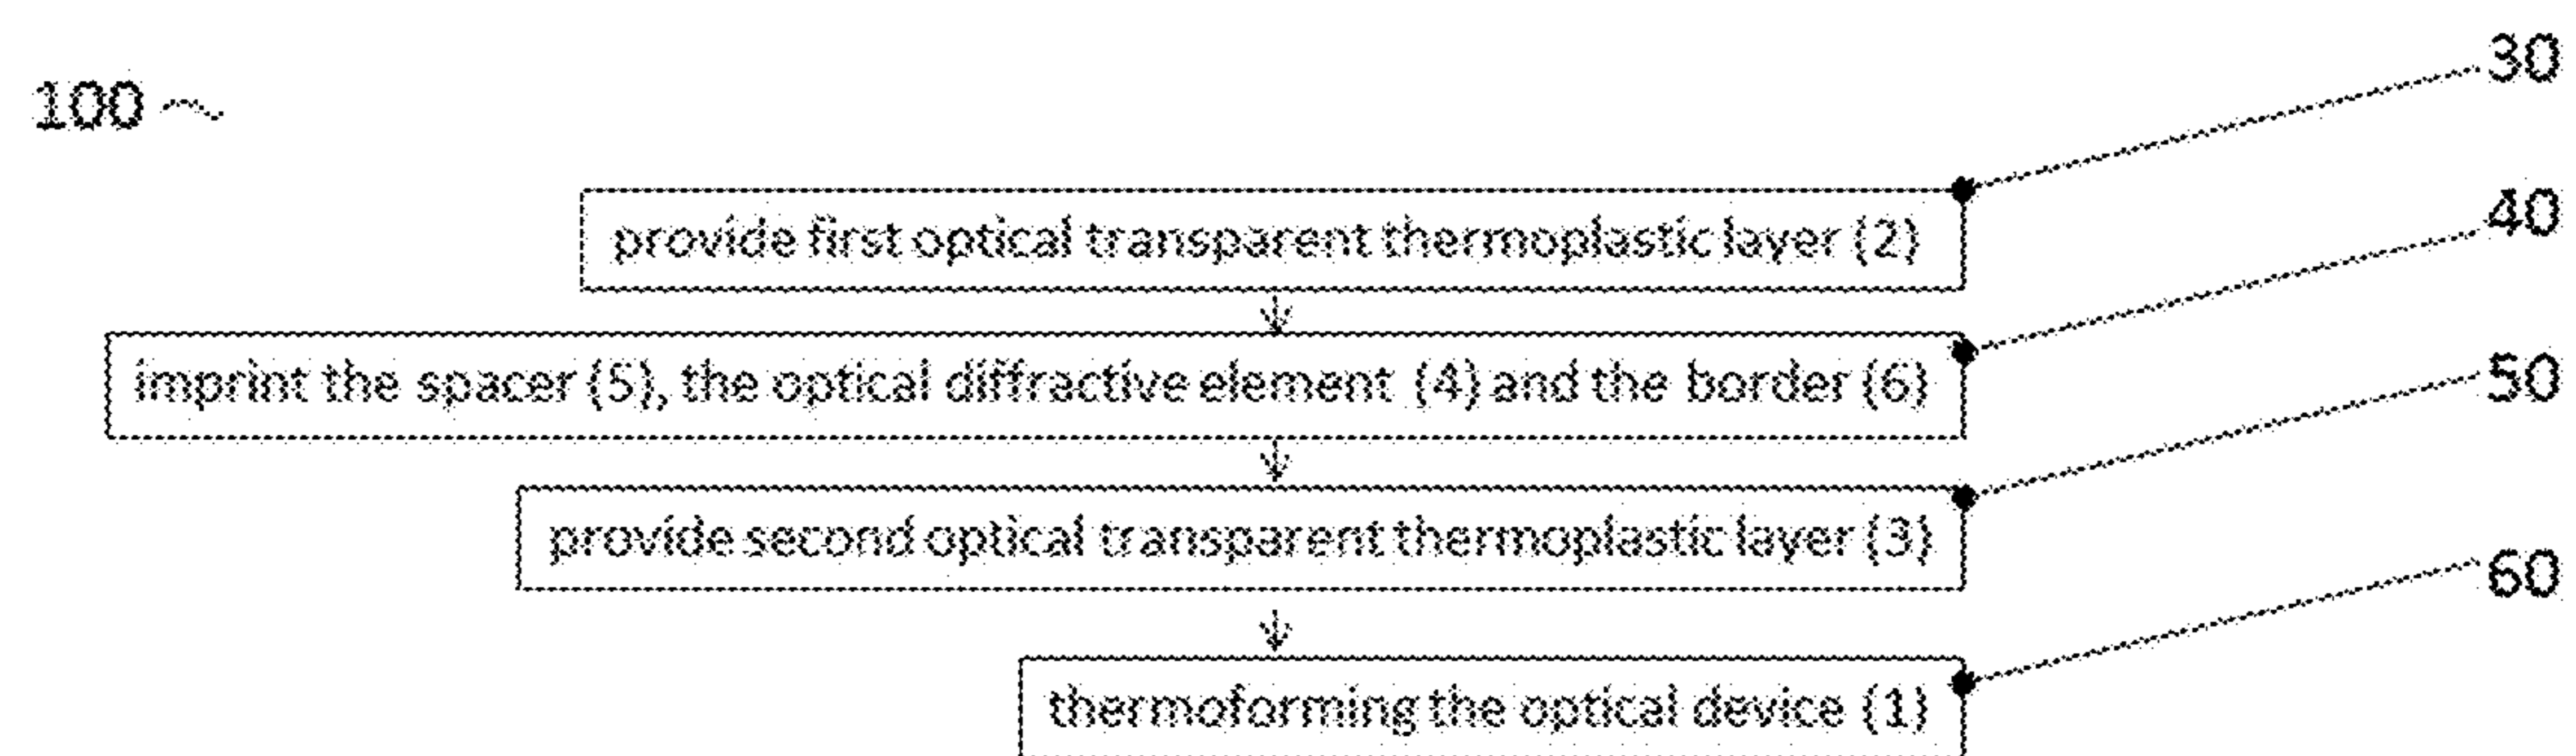 30
100
provide first optical transparent thermoplastic layer (2)
40
imprint the spacer (5), the optical diffractive element (4) and the border (6)
50
provide second optical transparent thermoplastic layer (3)
60
thermoforming the optical device (1)